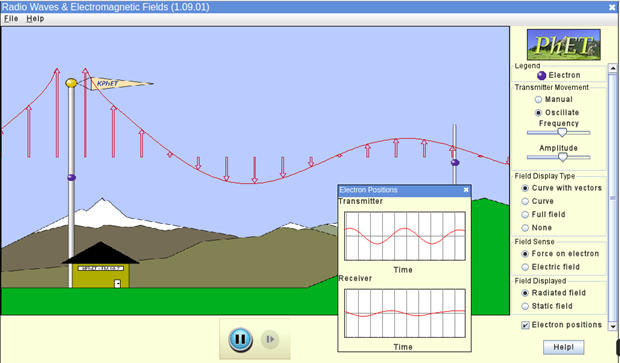 Radio Waves & Electromagnetic Fields (1.09.01)
File Help
KPhET
PhET
Legend
Electron
Transmitter Movement
Manual
Oscillate
Frequency
Amplitude
Field Display Type
Curve with vectors
Curve
Full field
None
Field Sense
Force on electron
Electric field
Field Displayed
Radiated field
Static field
Electron positions
Help!
Electron Positions
Transmitter
Time
Receiver
Time